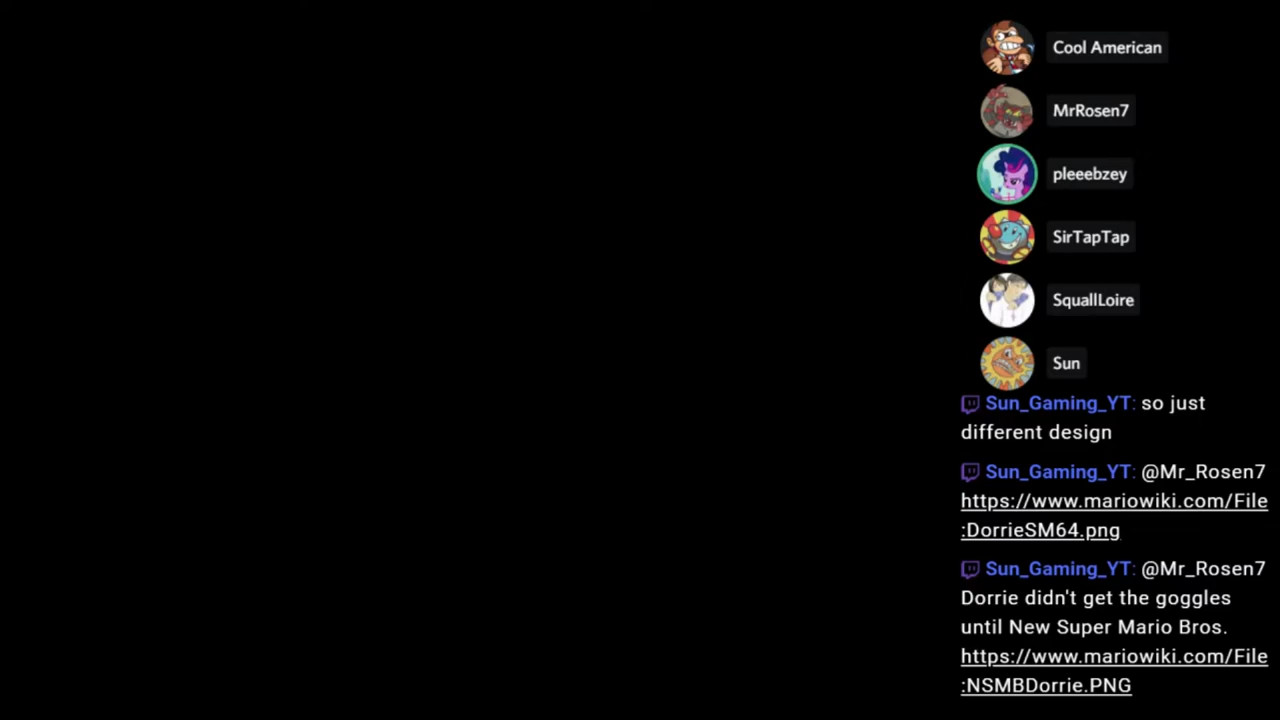 Cool American
MrRosen7
pleeebzey
SirTapTap
SquallLoire
Sun
Sun_Gaming_YT: so just
different design
Sun_Gaming_YT: @Mr_Rosen7
https://www.mariowiki.com/File
:DorrieSM64.png
Sun_Gaming_YT: @Mr_Rosen7
Dorrie didn't get the goggles
until New Super Mario Bros.
https://www.mariowiki.com/File
:NSMBDorrie.PNG